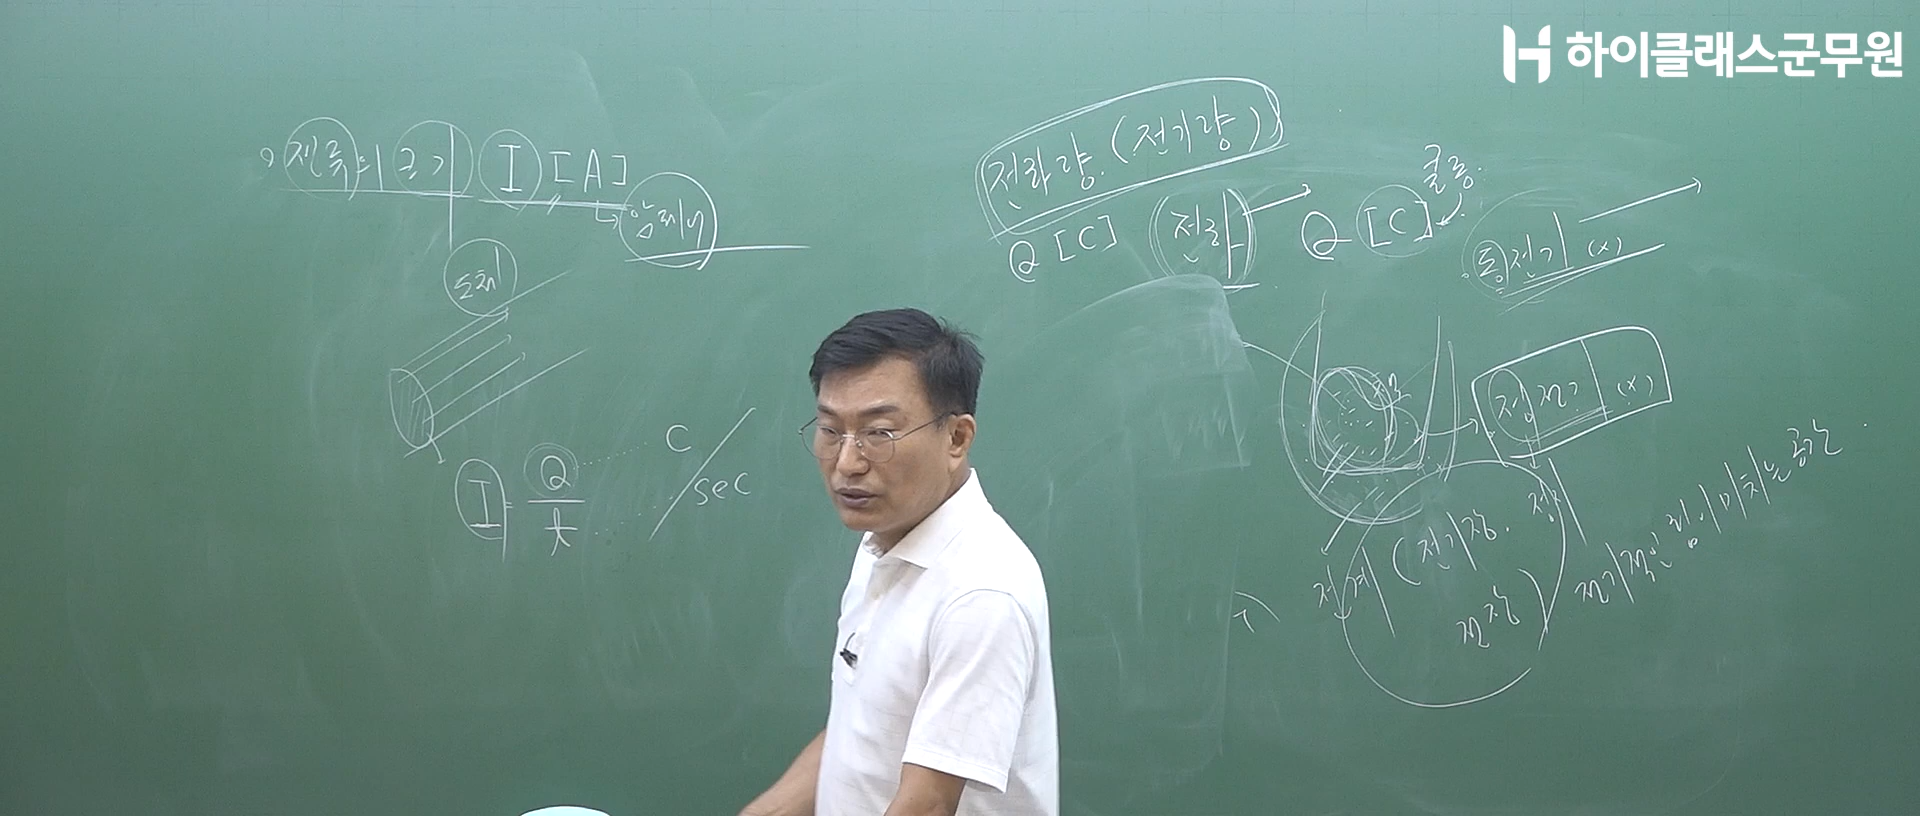 하이클래스군무원
전류의 크기 I [A]
암페어
도체
I = Q / t
C / sec
전하량 (전기량)
Q [C] 전하 Q [C] 쿨롱
동전기 (x)
정전기 (x)
정지
전계 (전기장.
전장)
전기적인 힘이 미치는 공간